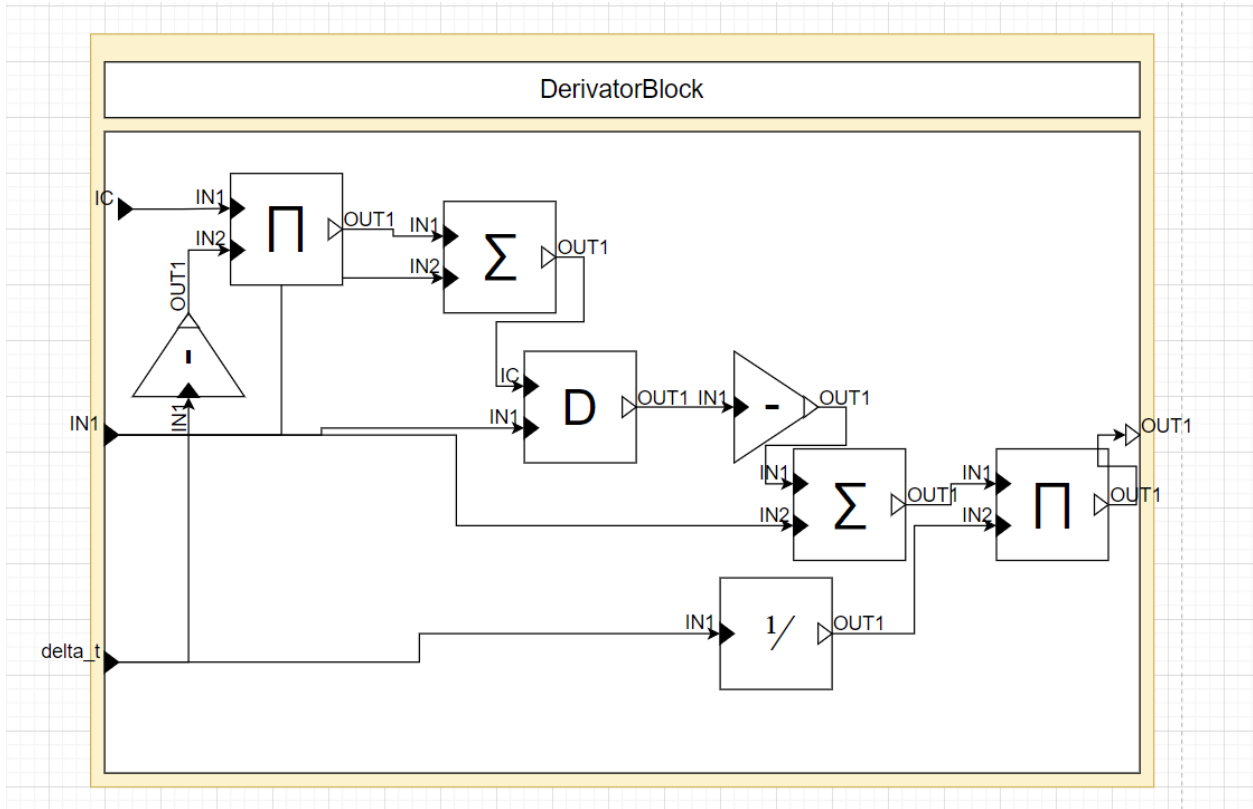 DerivatorBlock
IC
IN1
IN2
∏
OUT1
IN1
IN2
∑
OUT1
OUT1
-
IN1
IC
IN1
D
OUT1
IN1
-
OUT1
IN1
delta_t
IN1
IN2
∑
OUT1
IN1
IN2
∏
OUT1
OUT1
IN1
1/
OUT1